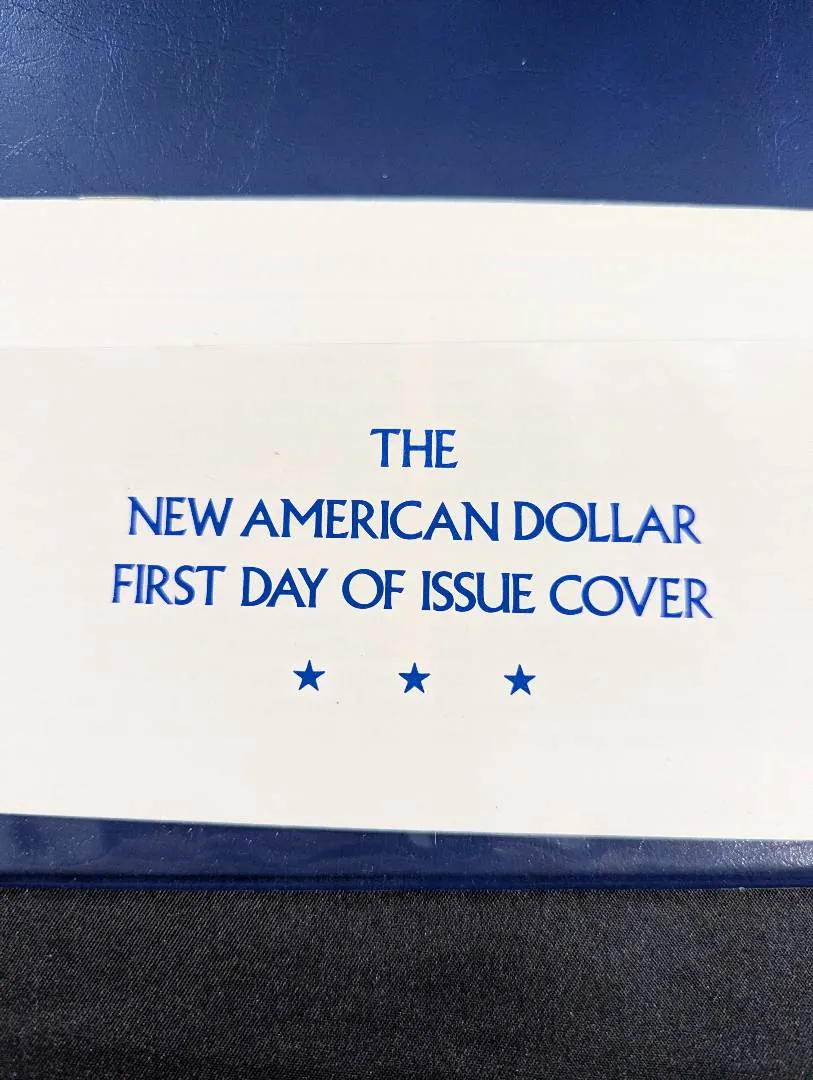 THE
NEW AMERICAN DOLLAR
FIRST DAY OF ISSUE COVER